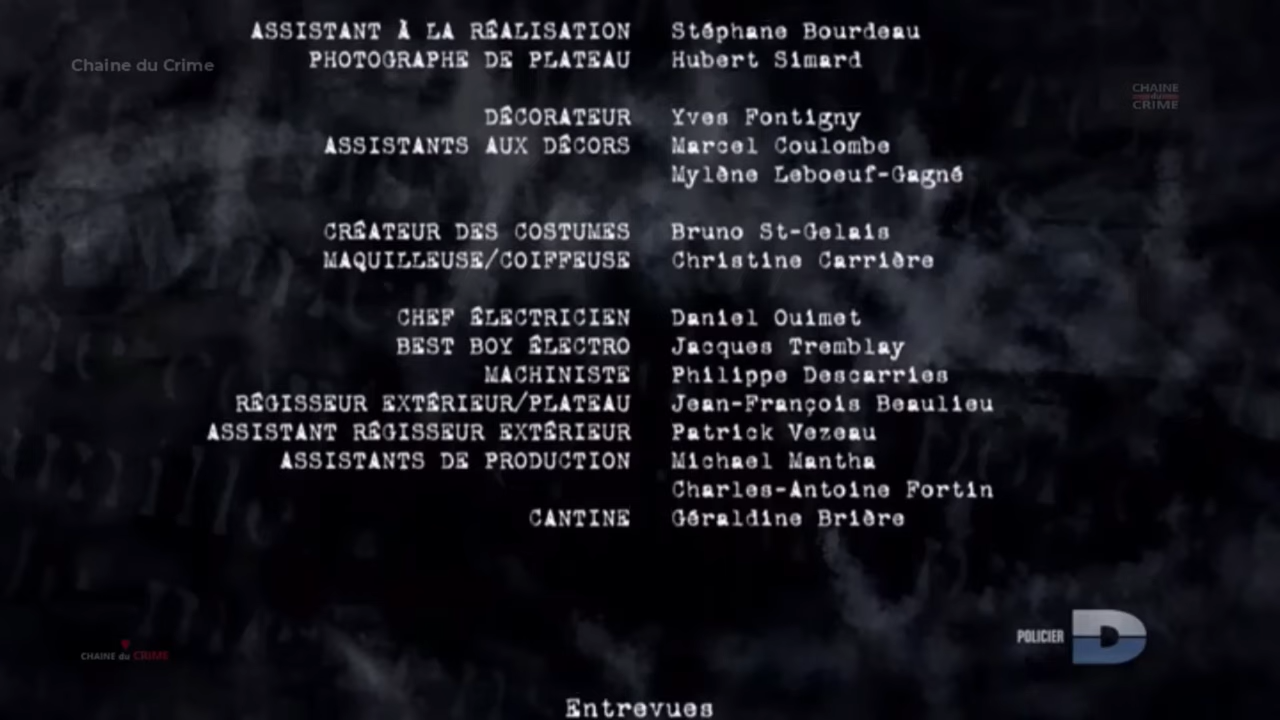 ASSISTANT À LA RÉALISATION Stéphane Bourdeau
Chaine du Crime
PHOTOGRAPHE DE PLATEAU Hubert Simard
CHAINE
du
CRIME
DÉCORATEUR Yves Fontigny
ASSISTANTS AUX DÉCORS Marcel Coulombe
Mylène Leboeuf-Gagné
CRÉATEUR DES COSTUMES Bruno St-Gelais
MAQUILLEUSE/COIFFEUSE Christine Carrière
CHEF ÉLECTRICIEN Daniel Ouimet
BEST BOY ÉLECTRO Jacques Tremblay
MACHINISTE Philippe Descarries
RÉGISSEUR EXTÉRIEUR/PLATEAU Jean-François Beaulieu
ASSISTANT RÉGISSEUR EXTÉRIEUR Patrick Vezeau
ASSISTANTS DE PRODUCTION Michael Mantha
Charles-Antoine Fortin
CANTINE Géraldine Brière
POLICIER D
CHAINE du CRIME
Entrevues